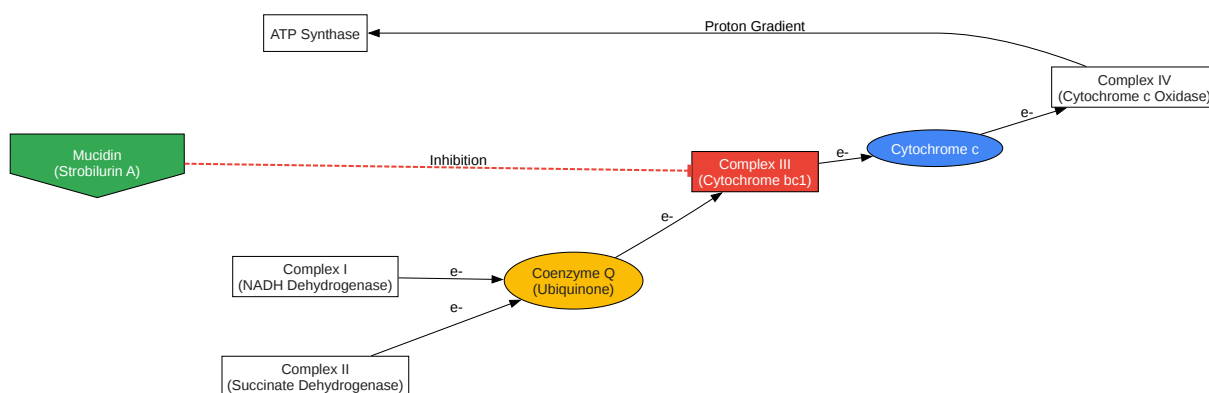 Proton Gradient
ATP Synthase
Complex IV
(Cytochrome c Oxidase)
e-
Mucidin
(Strobilurin A)
Inhibition
Complex III
(Cytochrome bc1)
e-
Cytochrome c
e-
Complex I
(NADH Dehydrogenase)
e-
Coenzyme Q
(Ubiquinone)
e-
Complex II
(Succinate Dehydrogenase)